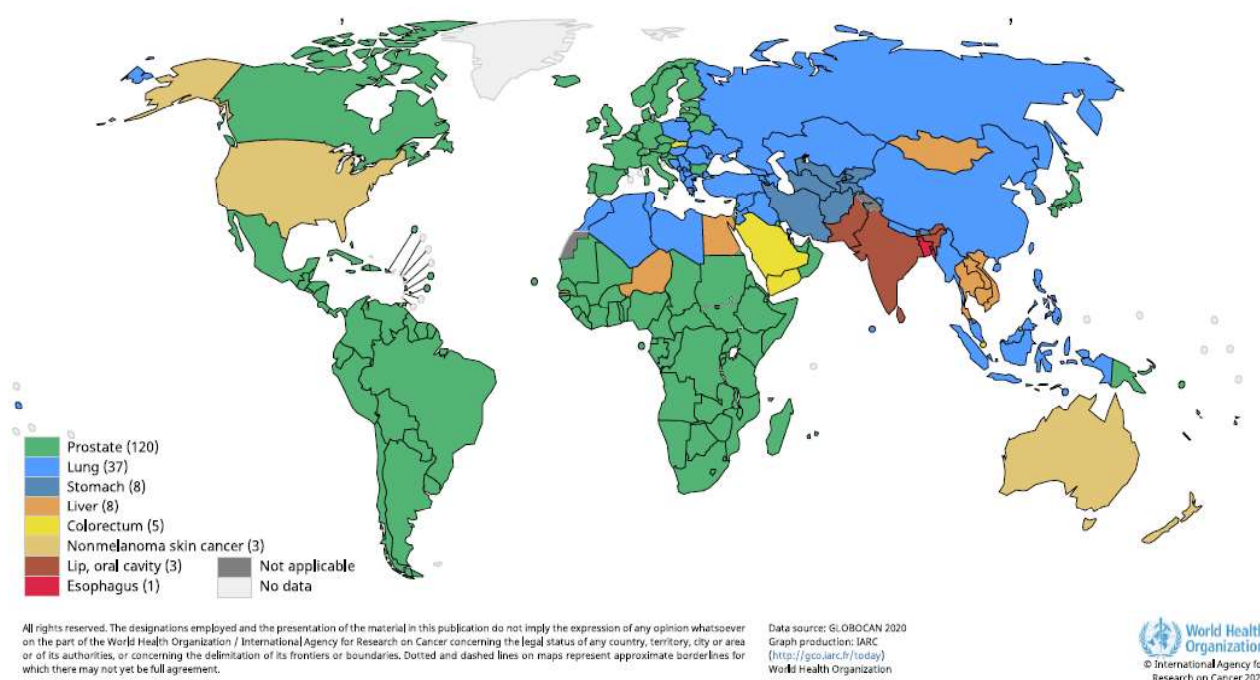 Prostate (120)
Lung (37)
Stomach (8)
Liver (8)
Colorectum (5)
Nonmelanoma skin cancer (3)
Lip, oral cavity (3)
Esophagus (1)
Not applicable
No data
All rights reserved. The designations employed and the presentation of the material in this publication do not imply the expression of any opinion whatsoever
on the part of the World Health Organization / International Agency for Research on Cancer concerning the legal status of any country, territory, city or area
or of its authorities, or concerning the delimitation of its frontiers or boundaries. Dotted and dashed lines on maps represent approximate borderlines for
which there may not yet be full agreement.
Data source: GLOBOCAN 2020
Graph production: IARC
(http://gco.iarc.fr/today)
World Health Organization
World Health
Organization
© International Agency for
Research on Cancer 202